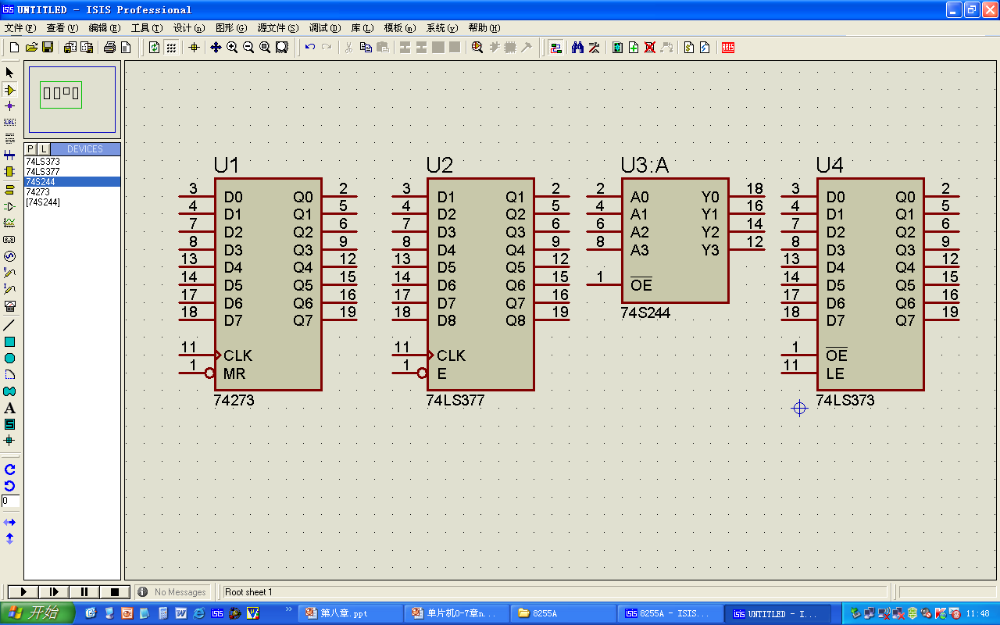 UNTITLED - ISIS Professional
文件(F) 查看(V) 编辑(E) 工具(T) 设计(n) 图形(G) 源文件(S) 调试(D) 库(L) 模板(m) 系统(y) 帮助(H)
P L DEVICES
74LS373
74LS377
74S244
74273
[74S244]
LBL
A
S
0
ARES
U1
3 D0 Q0 2
4 D1 Q1 5
7 D2 Q2 6
8 D3 Q3 9
13 D4 Q4 12
14 D5 Q5 15
17 D6 Q6 16
18 D7 Q7 19
11 CLK
1 MR
74273
U2
3 D1 Q1 2
4 D2 Q2 5
7 D3 Q3 6
8 D4 Q4 9
13 D5 Q5 12
14 D6 Q6 15
17 D7 Q7 16
18 D8 Q8 19
11 CLK
1 E
74LS377
U3:A
2 A0 Y0 18
4 A1 Y1 16
6 A2 Y2 14
8 A3 Y3 12
1 OE
74S244
U4
3 D0 Q0 2
4 D1 Q1 5
7 D2 Q2 6
8 D3 Q3 9
13 D4 Q4 12
14 D5 Q5 15
17 D6 Q6 16
18 D7 Q7 19
1 OE
11 LE
74LS373
No Messages Root sheet 1
开始 第八章.ppt 单片机0-7章n... 8255A 8255A - ISIS... UNTITLED - I... 11:48